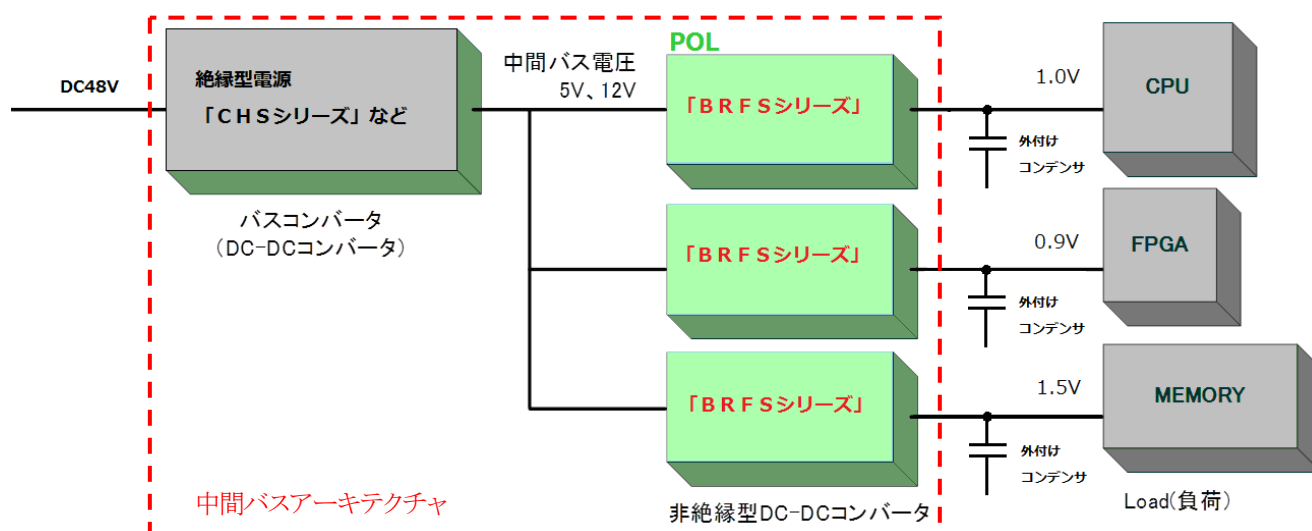 DC48V
絶縁型電源
「CHSシリーズ」など
バスコンバータ
(DC-DCコンバータ)
中間バス電圧
5V、12V
POL
「BRFSシリーズ」
1.0V
外付け
コンデンサ
CPU
「BRFSシリーズ」
0.9V
外付け
コンデンサ
FPGA
「BRFSシリーズ」
1.5V
外付け
コンデンサ
MEMORY
中間バスアーキテクチャ
非絶縁型DC-DCコンバータ
Load(負荷)